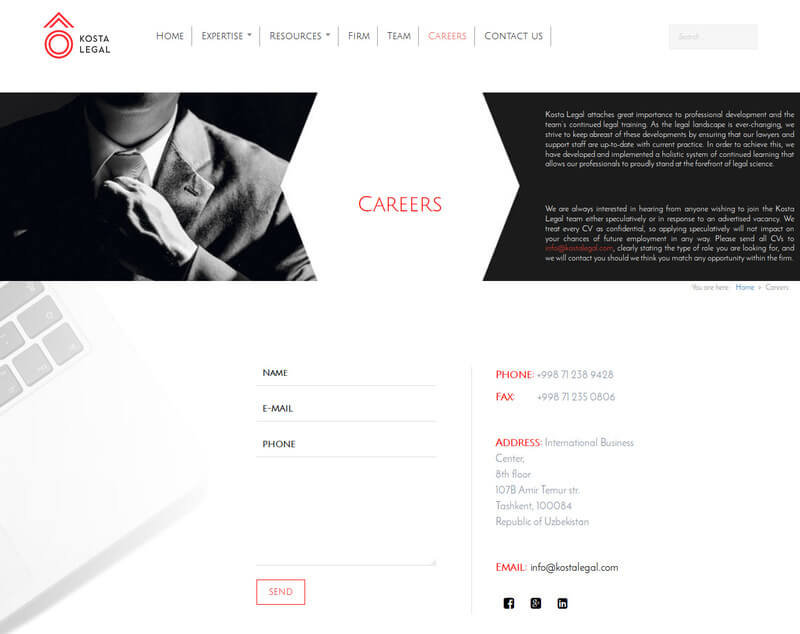 KOSTA
LEGAL
Home
Expertise
Resources
Firm
Team
Careers
Contact us
Search
Careers
Kosta Legal attaches great importance to professional development and the
team's continued legal training. As the legal landscape is ever-changing, we
strive to keep abreast of these developments by ensuring that our lawyers and
support staff are up-to-date with current practice. In order to achieve this, we
have developed and implemented a holistic system of continued learning that
allows our professionals to proudly stand at the forefront of legal science.
We are always interested in hearing from anyone wishing to join the Kosta
Legal team either speculatively or in response to an advertised vacancy. We
treat every CV as confidential, so applying speculatively will not impact on
your chances of future employment in any way. Please send all CVs to
info@kostalegal.com, clearly stating the type of role you are looking for, and
we will contact you should we think you match any opportunity within the firm.
You are here: Home > Careers
Name
e-mail
phone
SEND
Phone: +998 71 238 9428
Fax: +998 71 235 0806
Address: International Business
Center,
8th floor
107B Amir Temur str.
Tashkent, 100084
Republic of Uzbekistan
Email: info@kostalegal.com